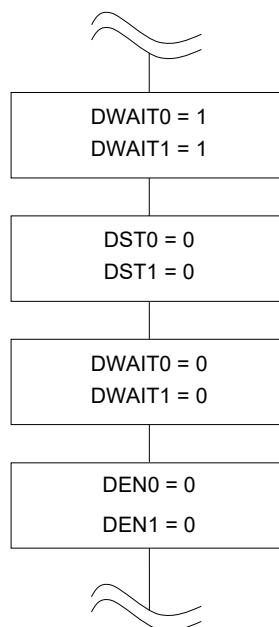 DWAIT0 = 1
DWAIT1 = 1
DST0 = 0
DST1 = 0
DWAIT0 = 0
DWAIT1 = 0
DEN0 = 0
DEN1 = 0